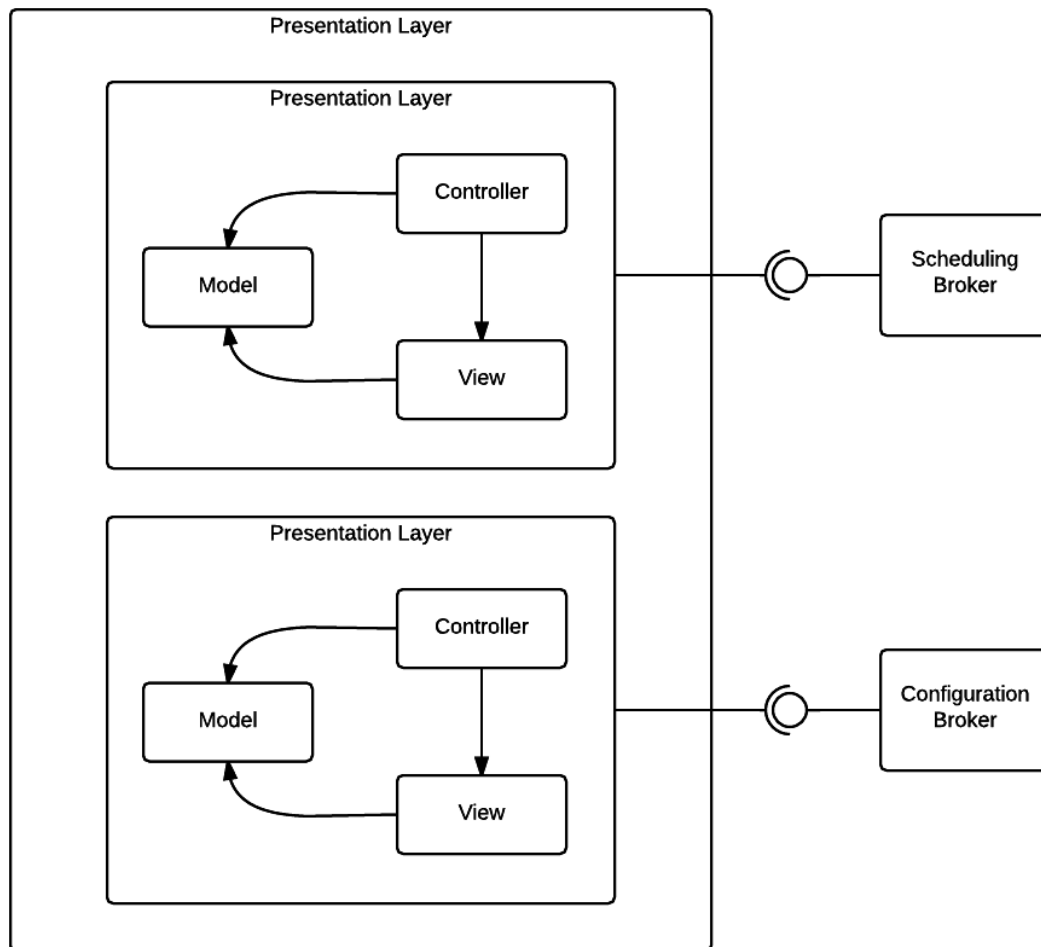 Presentation Layer
Presentation Layer
Controller
Model
View
Scheduling
Broker
Presentation Layer
Controller
Model
View
Configuration
Broker